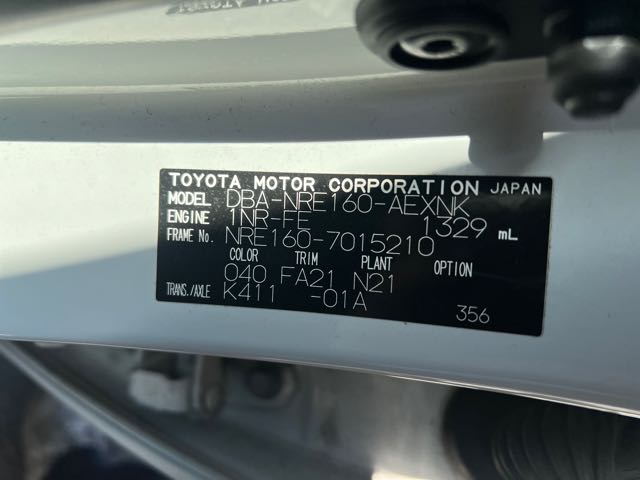 TOYOTA MOTOR CORPORATION JAPAN
MODEL DBA-NRE160-AEXNK
ENGINE 1NR-FE 1329 mL
FRAME No. NRE160-7015210
COLOR TRIM PLANT OPTION
040 FA21 N21
TRANS./AXLE K411 -01A
356